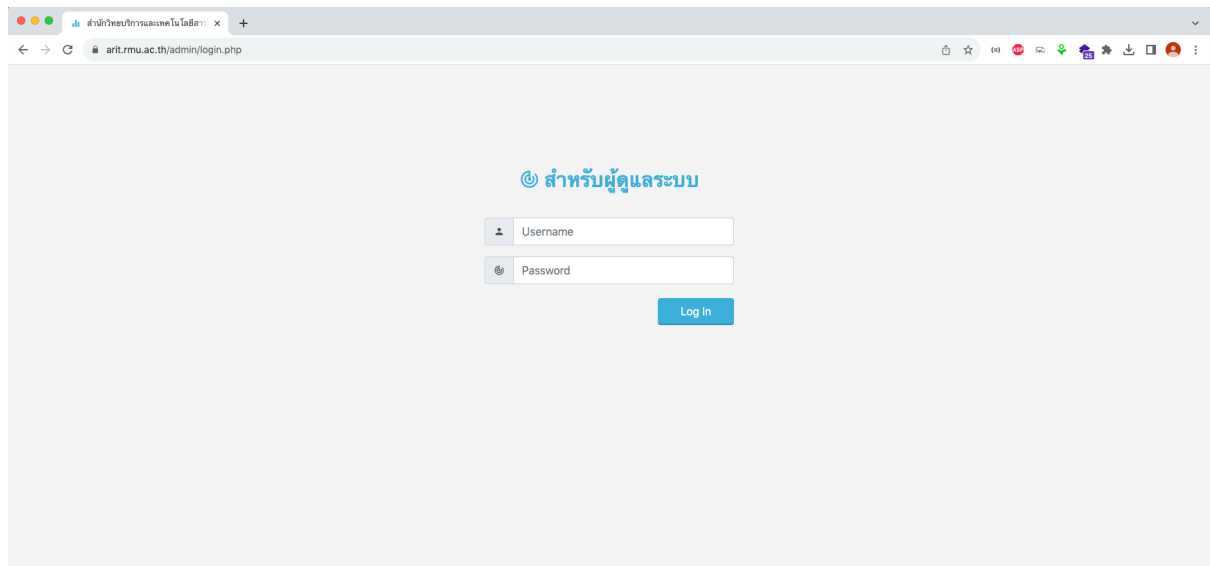 สำนักวิทยบริการและเทคโนโลยีสาร
arit.rmu.ac.th/admin/login.php
ABP
25
สำหรับผู้ดูแลระบบ
Username
Password
Log In